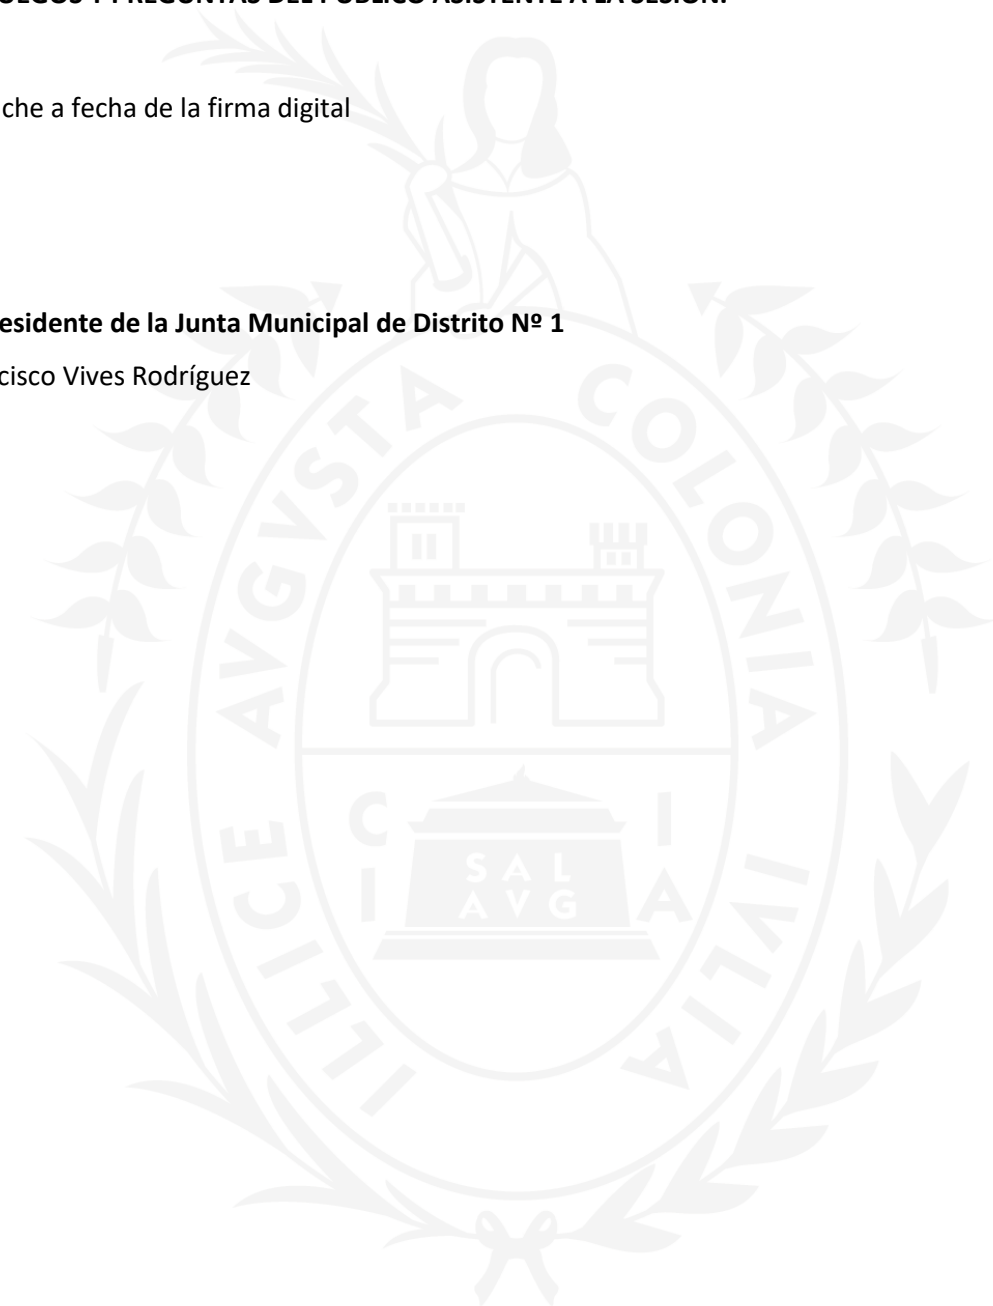 UEGOS Y PREGUNTAS DEL PÚBLICO ASISTENTE A LA SESIÓN.
che a fecha de la firma digital
esidente de la Junta Municipal de Distrito Nº 1
cisco Vives Rodríguez
COLONIA IVLIA ILLICE AVGVSTA
C I
I A
SAL
AVG